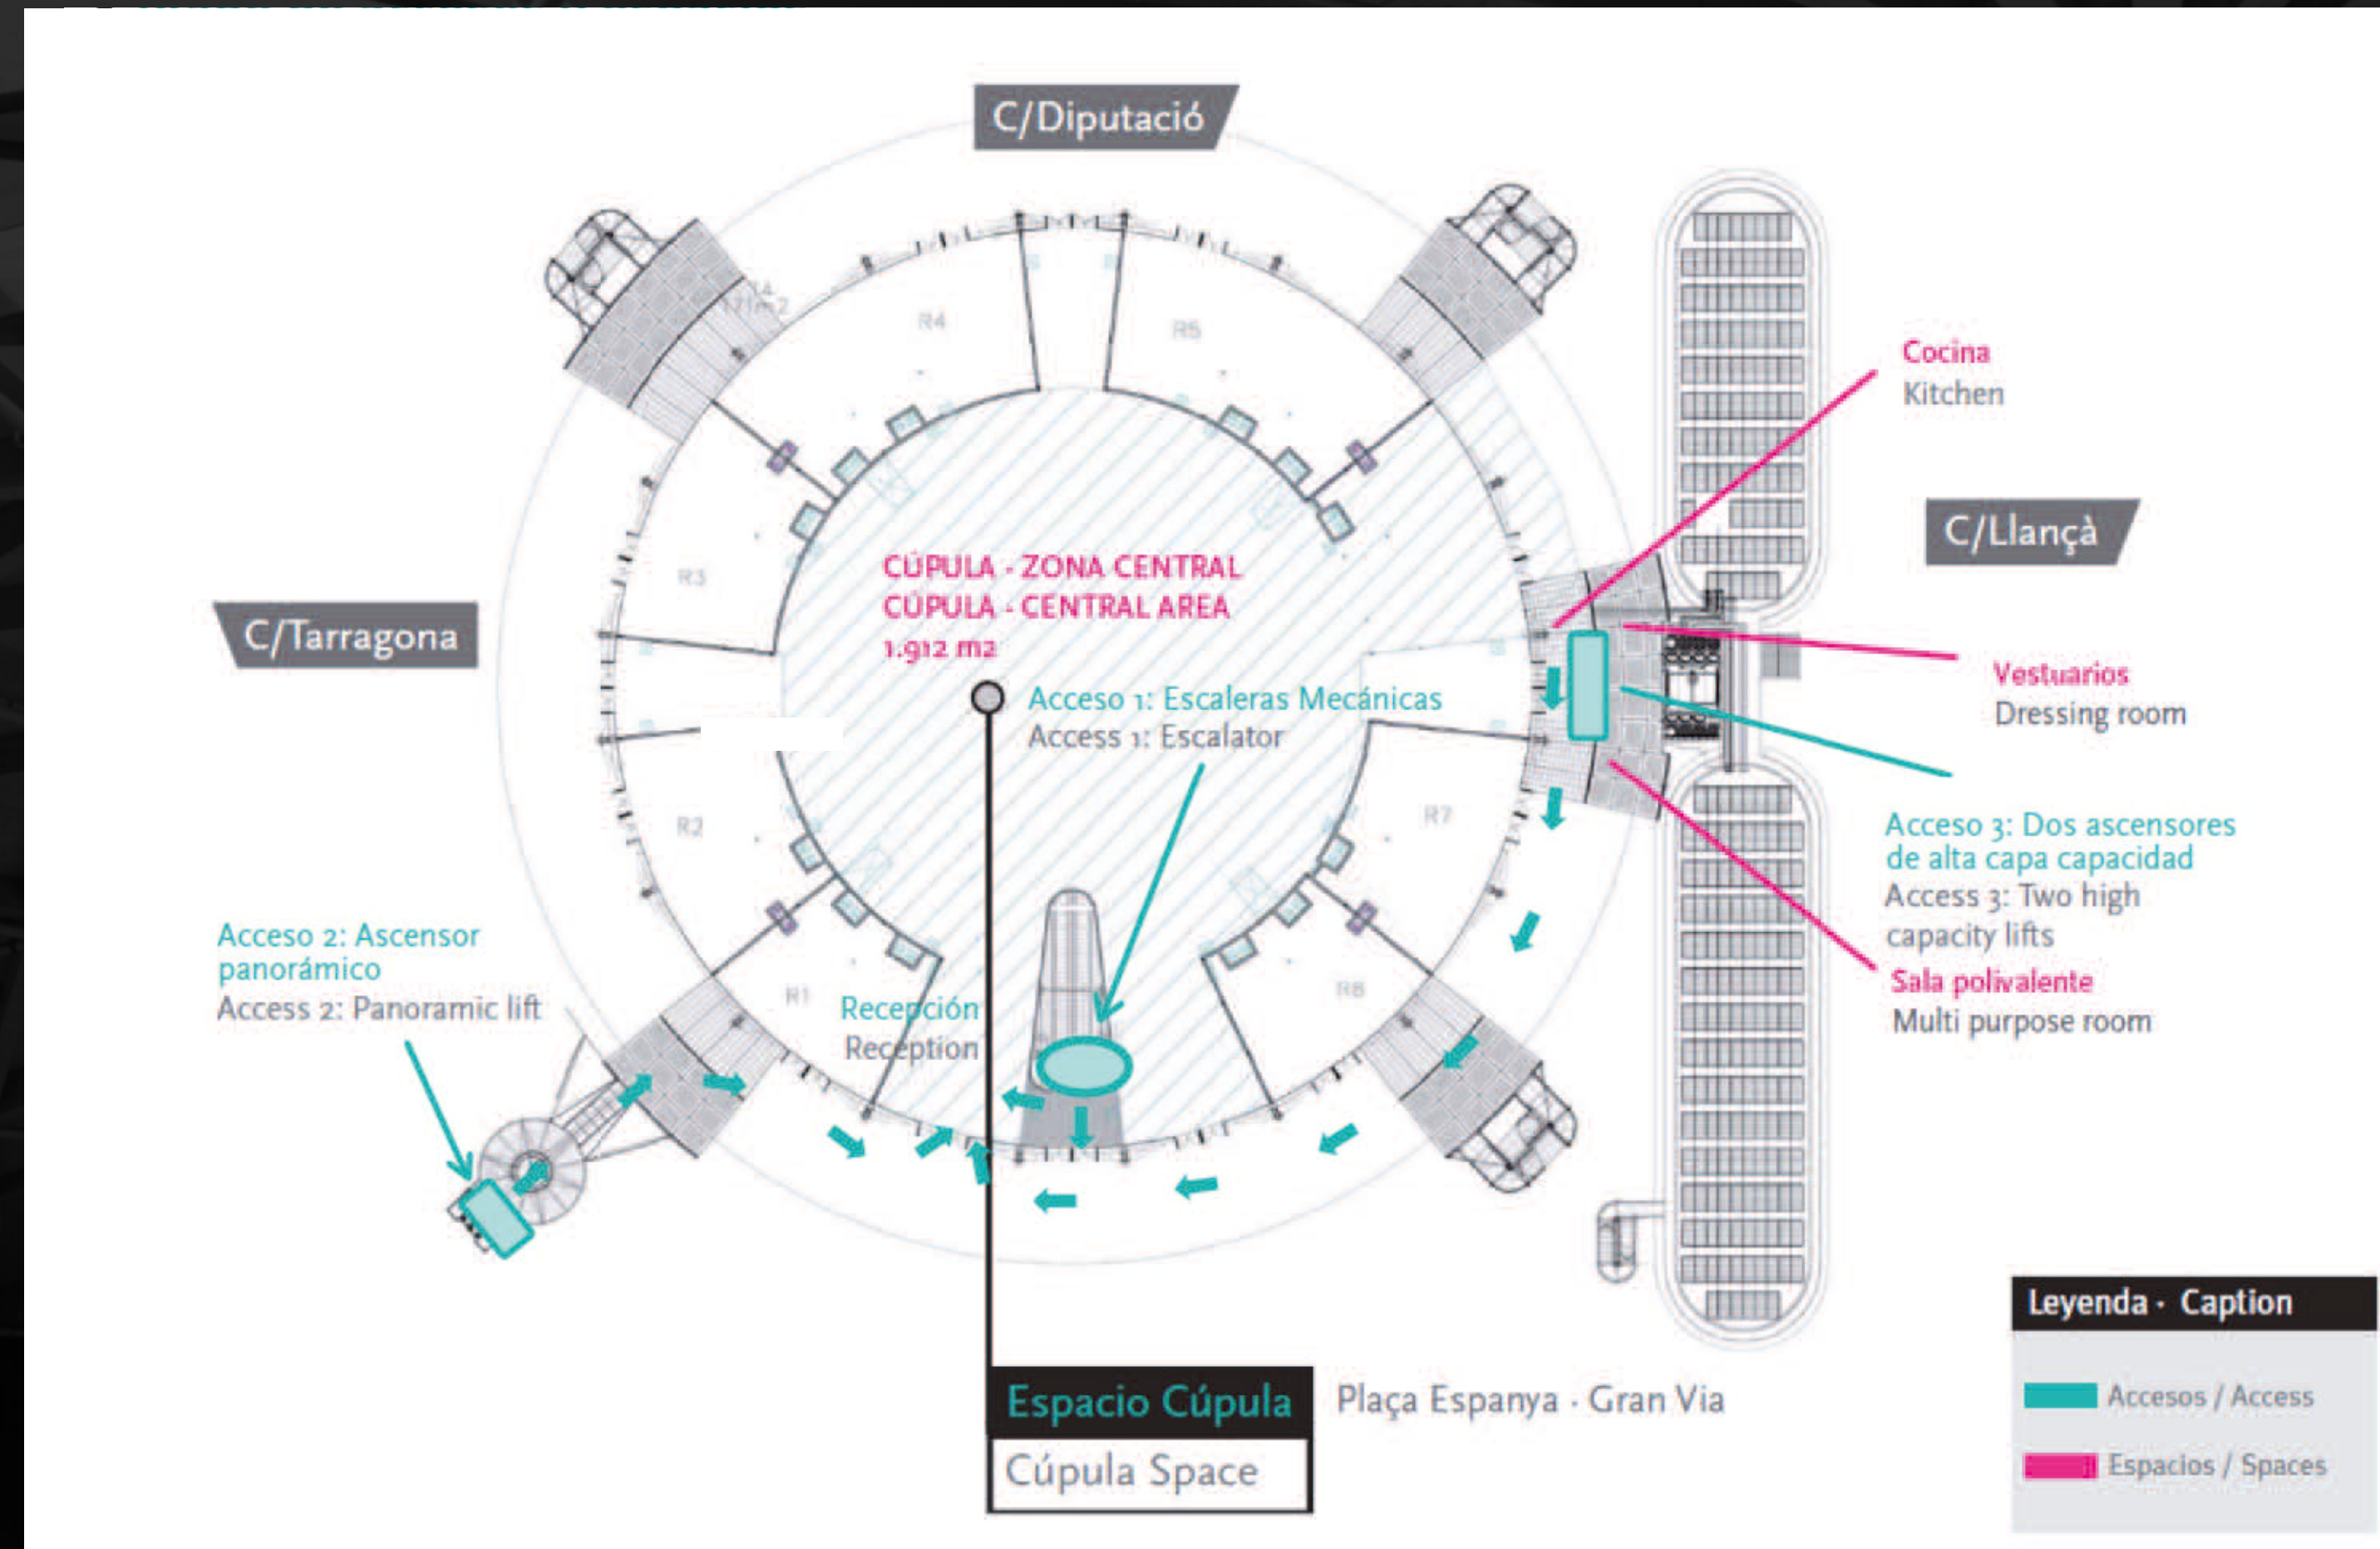 C/Diputació
R4
R5
Cocina
Kitchen
C/Llançà
CÚPULA - ZONA CENTRAL
CÚPULA - CENTRAL AREA
1.912 m2
R3
C/Tarragona
Vestuarios
Dressing room
Acceso 1: Escaleras Mecánicas
Access 1: Escalator
R2
R7
Acceso 3: Dos ascensores
de alta capa capacidad
Access 3: Two high
capacity lifts
Acceso 2: Ascensor
panorámico
Access 2: Panoramic lift
R1
R8
Recepción
Reception
Sala polivalente
Multi purpose room
Espacio Cúpula
Cúpula Space
Plaça Espanya · Gran Via
Leyenda · Caption
Accesos / Access
Espacios / Spaces